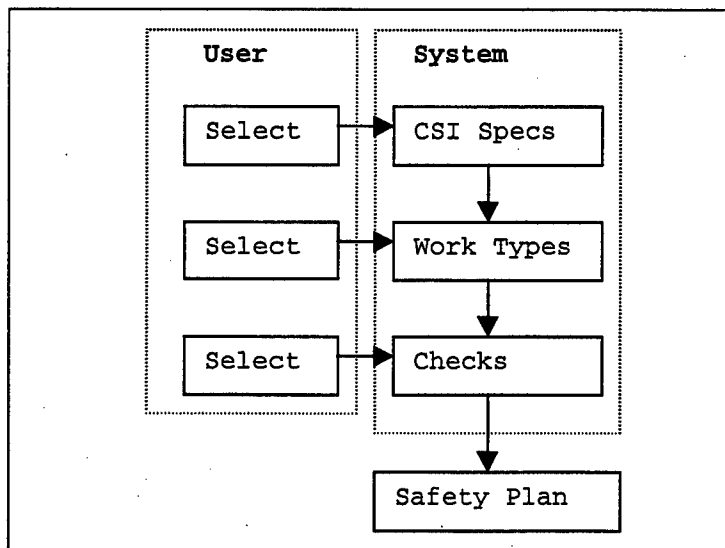 User System
Select CSI Specs
Select Work Types
Select Checks
Safety Plan